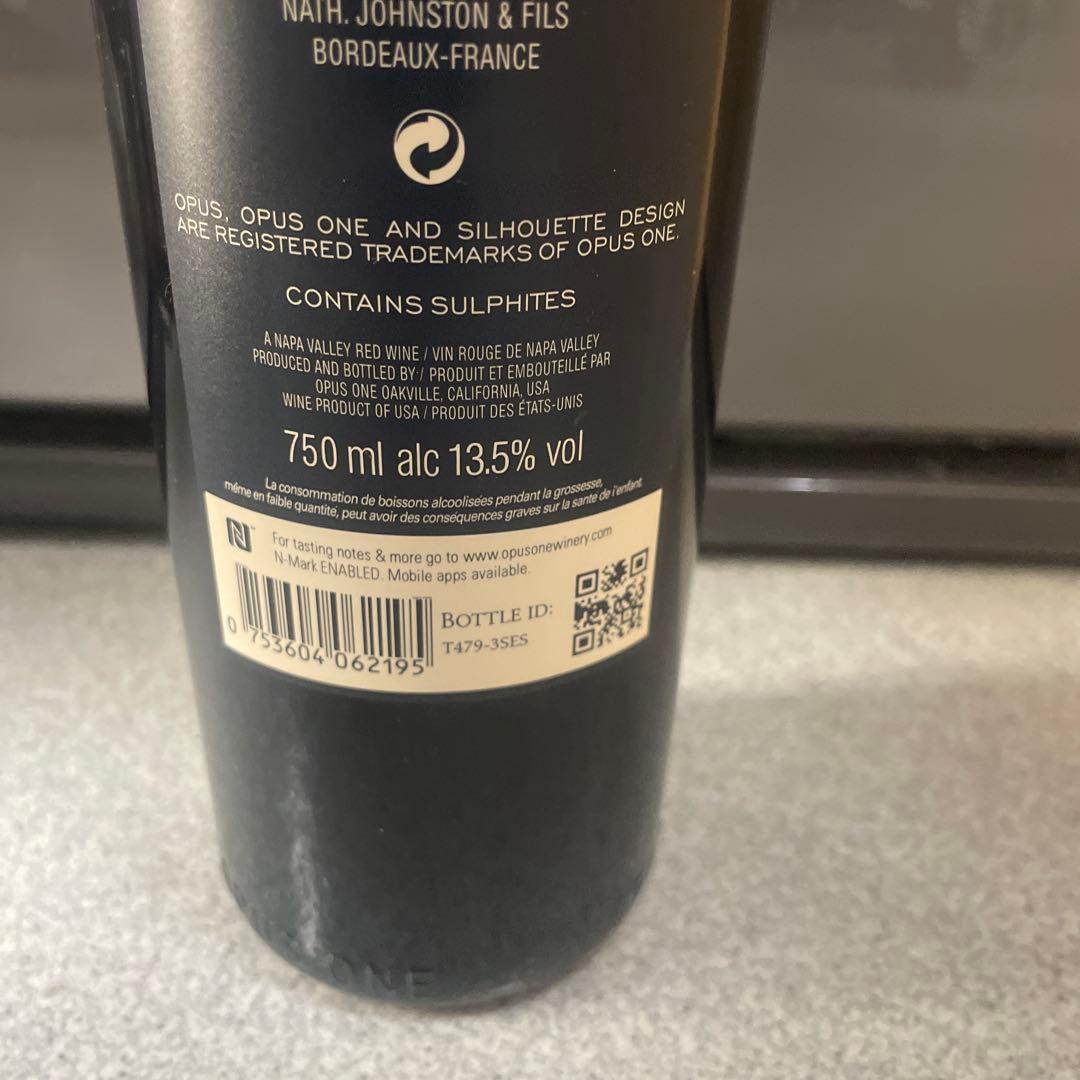 NATH. JOHNSTON & FILS
BORDEAUX-FRANCE
OPUS, OPUS ONE AND SILHOUETTE DESIGN
ARE REGISTERED TRADEMARKS OF OPUS ONE.
CONTAINS SULPHITES
A NAPA VALLEY RED WINE / VIN ROUGE DE NAPA VALLEY
PRODUCED AND BOTTLED BY / PRODUIT ET EMBOUTEILLÉ PAR
OPUS ONE OAKVILLE, CALIFORNIA, USA
WINE PRODUCT OF USA / PRODUIT DES ÉTATS-UNIS
750 ml alc 13.5% vol
La consommation de boissons alcoolisées pendant la grossesse,
même en faible quantité, peut avoir des conséquences graves sur la santé de l'enfant
N™
For tasting notes & more go to www.opusonewinery.com
N-Mark ENABLED. Mobile apps available.
BOTTLE ID:
T479-3SES
0 753604 062195
ONE